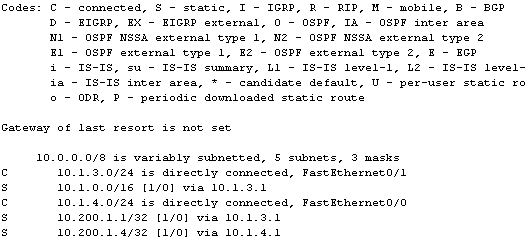 Codes: C - connected, S - static, I - IGRP, R - RIP, M - mobile, B - BGP
D - EIGRP, EX - EIGRP external, O - OSPF, IA - OSPF inter area
N1 - OSPF NSSA external type 1, N2 - OSPF NSSA external type 2
E1 - OSPF external type 1, E2 - OSPF external type 2, E - EGP
i - IS-IS, su - IS-IS summary, L1 - IS-IS level-1, L2 - IS-IS level-
ia - IS-IS inter area, * - candidate default, U - per-user static ro
o - ODR, P - periodic downloaded static route
Gateway of last resort is not set
10.0.0.0/8 is variably subnetted, 5 subnets, 3 masks
C 10.1.3.0/24 is directly connected, FastEthernet0/1
S 10.1.0.0/16 [1/0] via 10.1.3.1
C 10.1.4.0/24 is directly connected, FastEthernet0/0
S 10.200.1.1/32 [1/0] via 10.1.3.1
S 10.200.1.4/32 [1/0] via 10.1.4.1